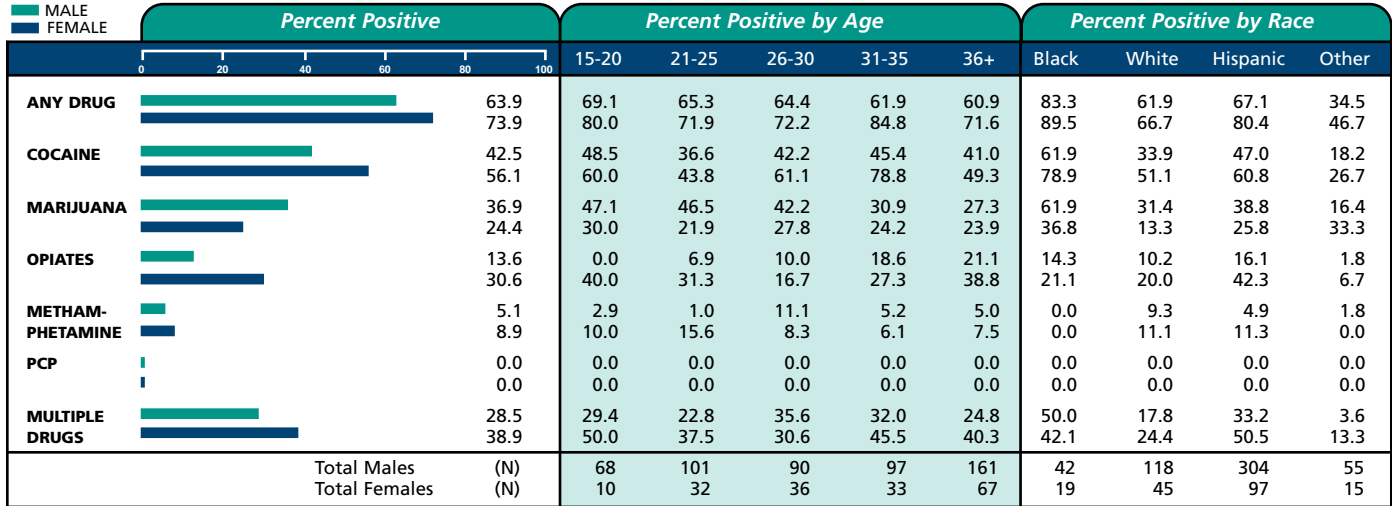 MALE
FEMALE
Percent Positive Percent Positive by Age Percent Positive by Race
0 20 40 60 80 100 15-20 21-25 26-30 31-35 36+ Black White Hispanic Other
ANY DRUG 63.9 69.1 65.3 64.4 61.9 60.9 83.3 61.9 67.1 34.5
73.9 80.0 71.9 72.2 84.8 71.6 89.5 66.7 80.4 46.7
COCAINE 42.5 48.5 36.6 42.2 45.4 41.0 61.9 33.9 47.0 18.2
56.1 60.0 43.8 61.1 78.8 49.3 78.9 51.1 60.8 26.7
MARIJUANA 36.9 47.1 46.5 42.2 30.9 27.3 61.9 31.4 38.8 16.4
24.4 30.0 21.9 27.8 24.2 23.9 36.8 13.3 25.8 33.3
OPIATES 13.6 0.0 6.9 10.0 18.6 21.1 14.3 10.2 16.1 1.8
30.6 40.0 31.3 16.7 27.3 38.8 21.1 20.0 42.3 6.7
METHAM- 5.1 2.9 1.0 11.1 5.2 5.0 0.0 9.3 4.9 1.8
PHETAMINE 8.9 10.0 15.6 8.3 6.1 7.5 0.0 11.1 11.3 0.0
PCP 0.0 0.0 0.0 0.0 0.0 0.0 0.0 0.0 0.0 0.0
0.0 0.0 0.0 0.0 0.0 0.0 0.0 0.0 0.0 0.0
MULTIPLE 28.5 29.4 22.8 35.6 32.0 24.8 50.0 17.8 33.2 3.6
DRUGS 38.9 50.0 37.5 30.6 45.5 40.3 42.1 24.4 50.5 13.3
Total Males (N) 68 101 90 97 161 42 118 304 55
Total Females (N) 10 32 36 33 67 19 45 97 15